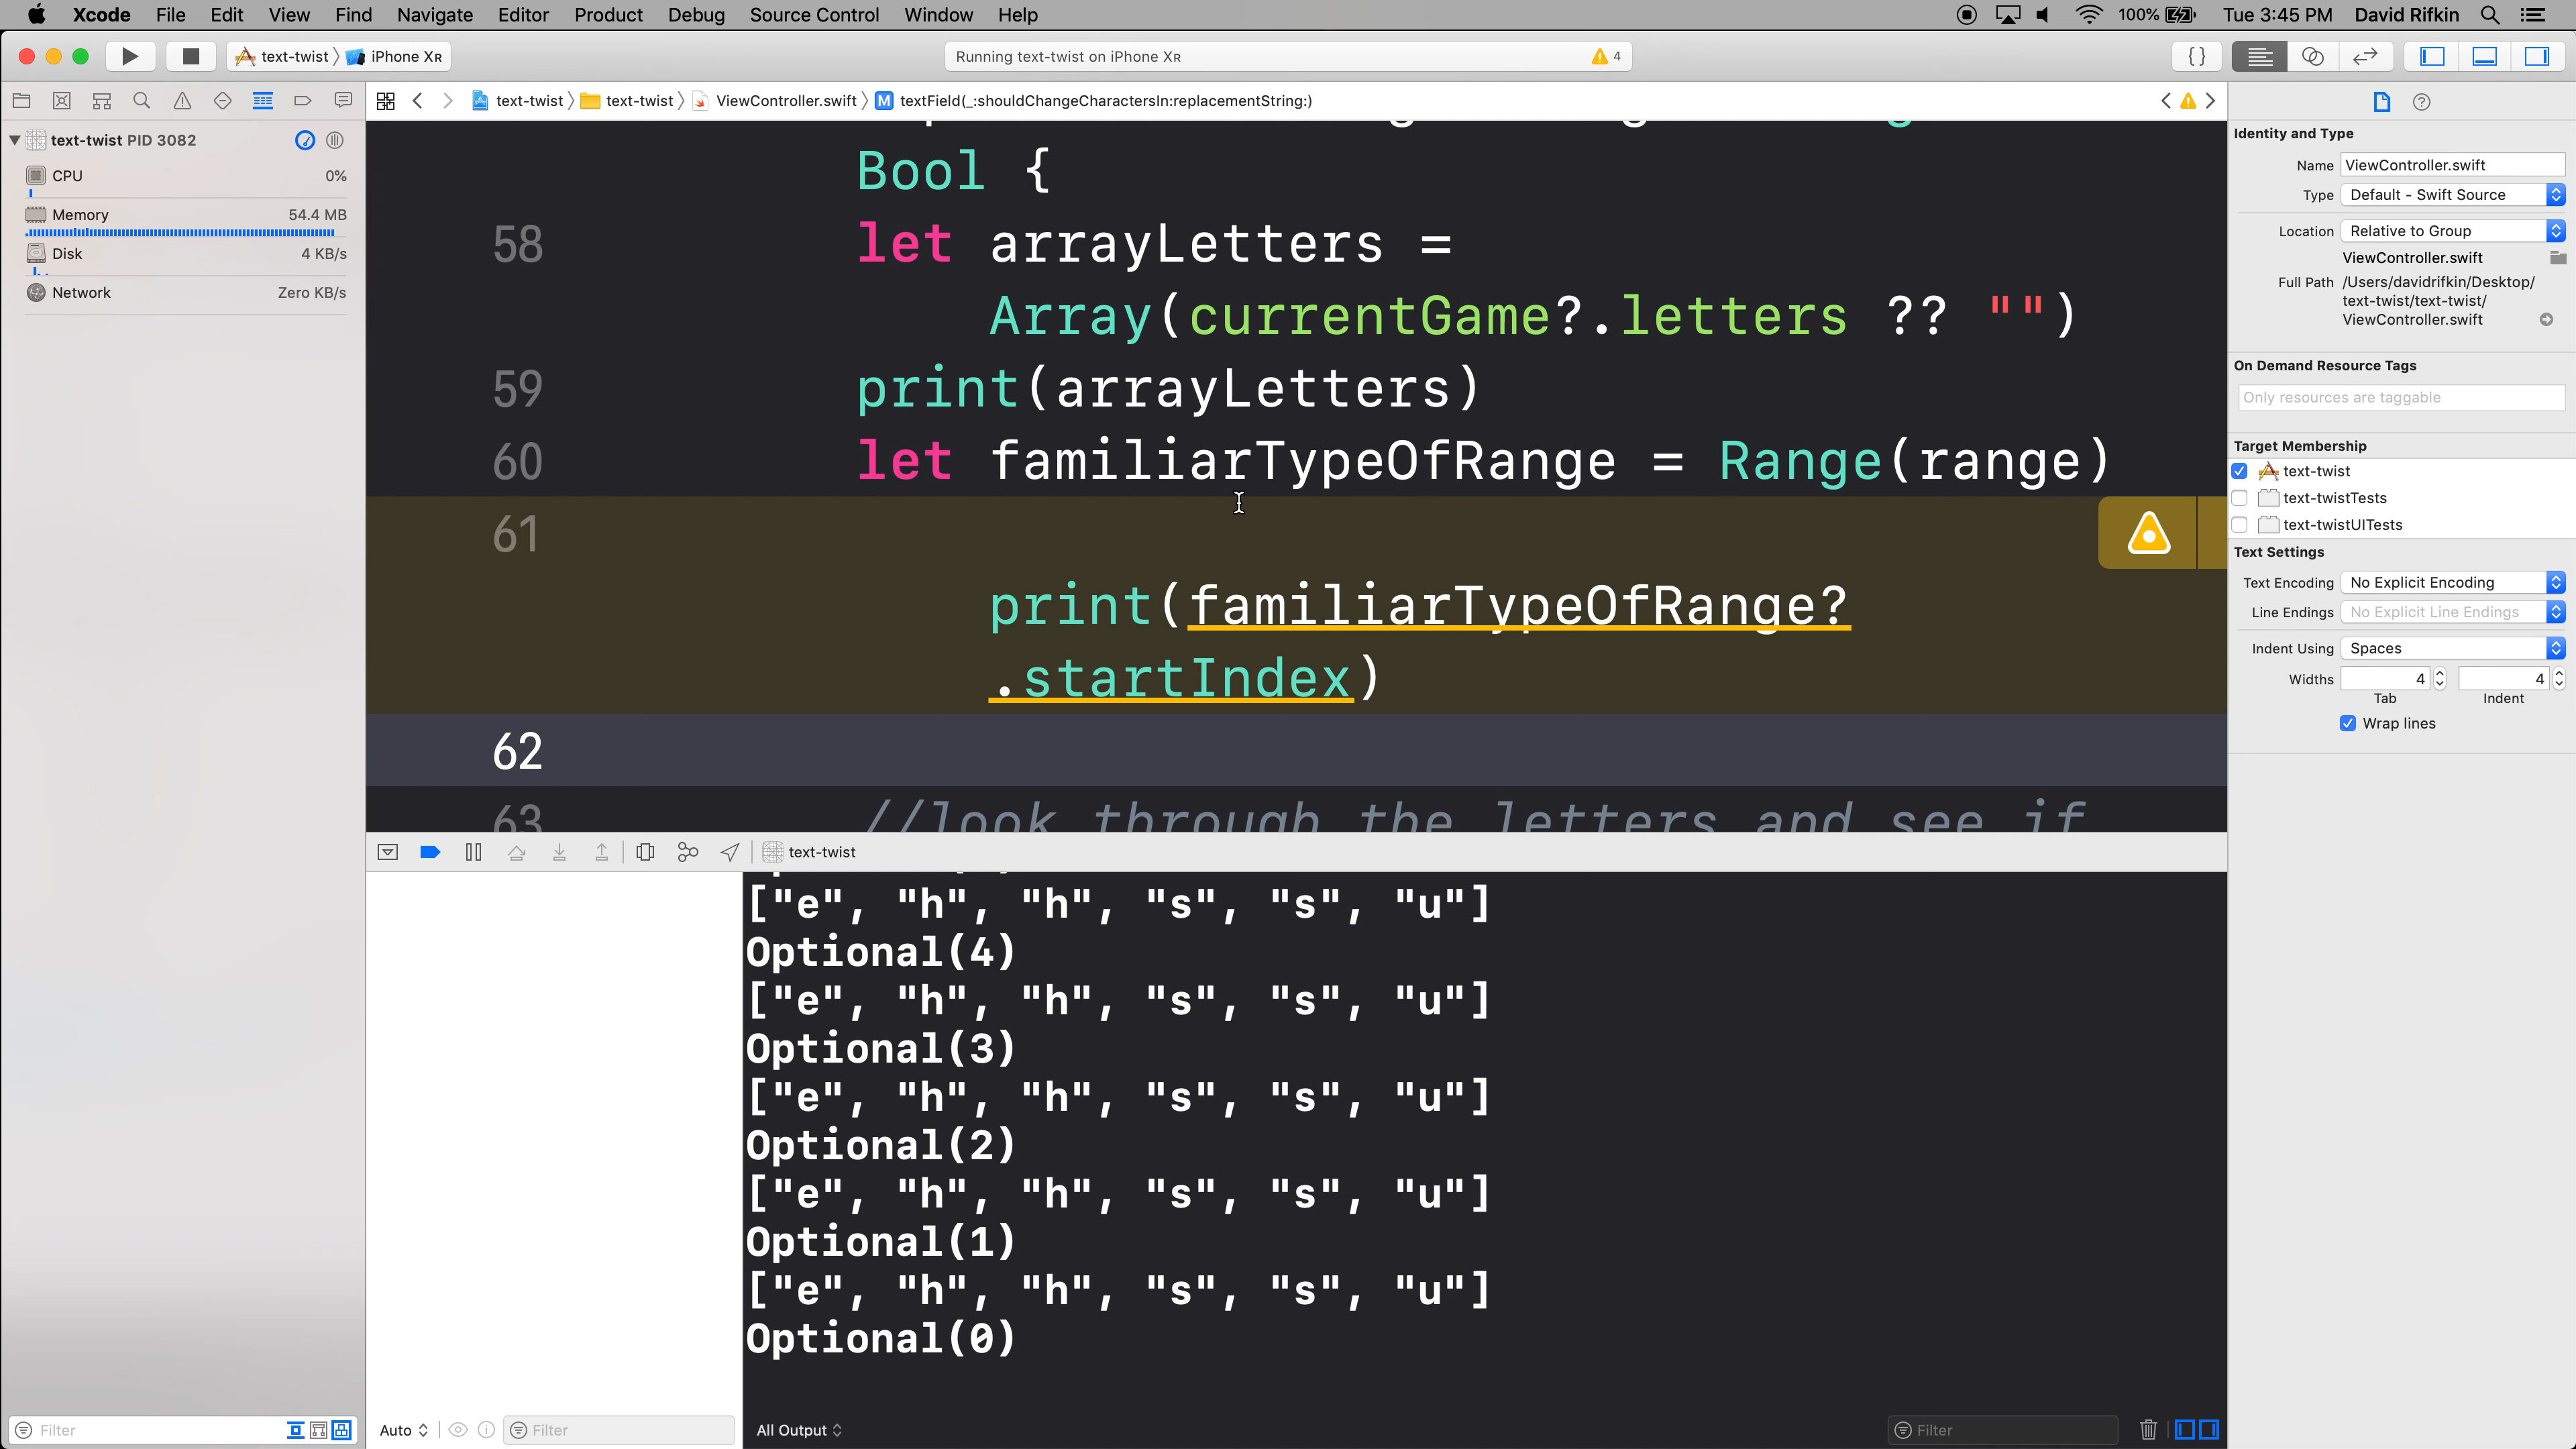 Xcode File Edit View Find Navigate Editor Product Debug Source Control Window Help 100% Tue 3:45 PM David Rifkin
text-twist iPhone XR Running text-twist on iPhone XR 4 {}
text-twist text-twist ViewController.swift M textField(_:shouldChangeCharactersIn:replacementString:)
text-twist PID 3082
CPU 0%
Memory 54.4 MB
Disk 4 KB/s
Network Zero KB/s
Bool {
58 let arrayLetters =
Array(currentGame?.letters ?? "")
59 print(arrayLetters)
60 let familiarTypeOfRange = Range(range)
61
print(familiarTypeOfRange?
.startIndex)
62
63 //look through the letters and see if
text-twist
["e", "h", "h", "s", "s", "u"]
Optional(4)
["e", "h", "h", "s", "s", "u"]
Optional(3)
["e", "h", "h", "s", "s", "u"]
Optional(2)
["e", "h", "h", "s", "s", "u"]
Optional(1)
["e", "h", "h", "s", "s", "u"]
Optional(0)
Filter
Auto Filter
All Output Filter
Identity and Type
Name ViewController.swift
Type Default - Swift Source
Location Relative to Group
ViewController.swift
Full Path /Users/davidrifkin/Desktop/
text-twist/text-twist/
ViewController.swift
On Demand Resource Tags
Only resources are taggable
Target Membership
text-twist
text-twistTests
text-twistUITests
Text Settings
Text Encoding No Explicit Encoding
Line Endings No Explicit Line Endings
Indent Using Spaces
Widths 4 4
Tab Indent
Wrap lines